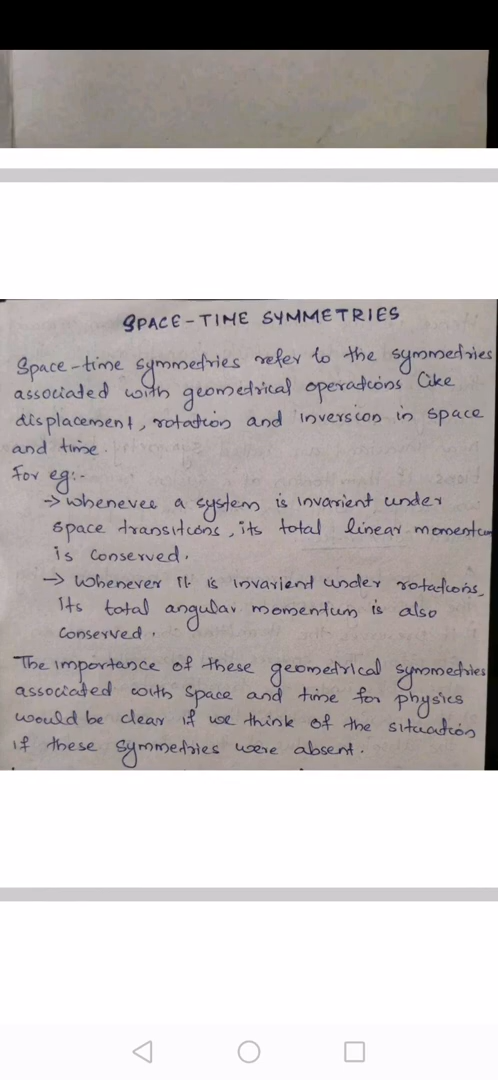 SPACE-TIME SYMMETRIES
Space-time symmetries refer to the symmetries
associated with geometrical operations like
displacement, rotation and inversion in space
and time.
For eg:-
→ Whenever a system is invarient under
space transitions, its total linear momentum
is conserved.
→ Whenever it is invarient under rotations,
its total angular momentum is also
conserved.
The importance of these geometrical symmetries
associated with space and time for physics
would be clear if we think of the situation
if these symmetries were absent.